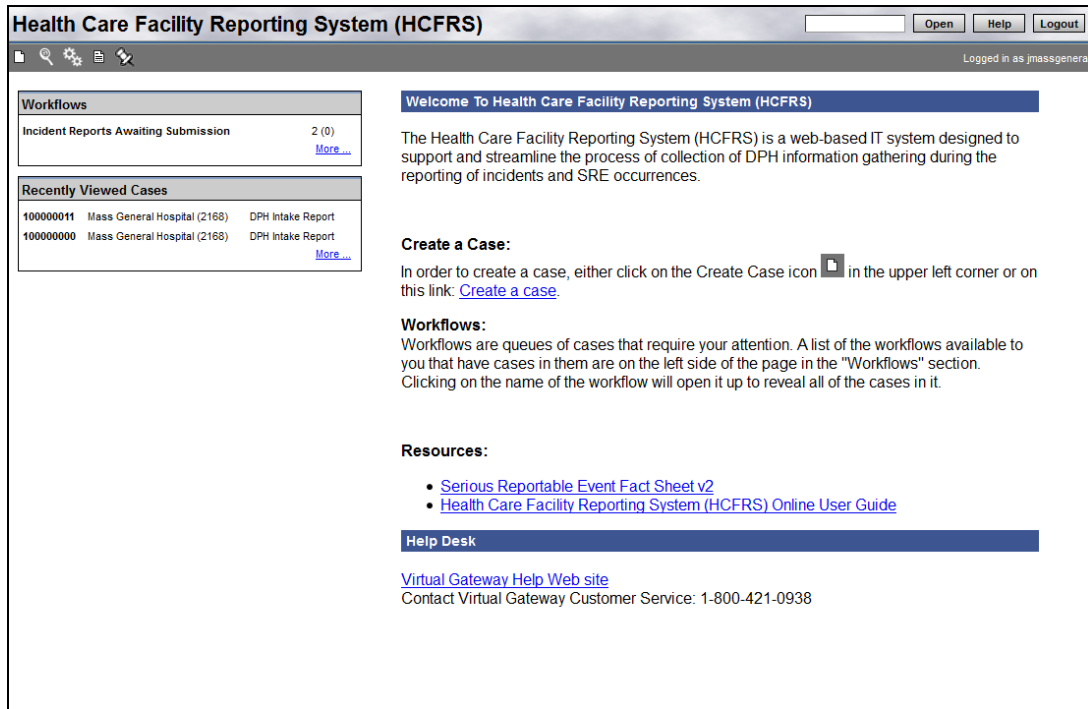 Health Care Facility Reporting System (HCFRS)
Open Help Logout
Logged in as jmassgenera
Workflows
Incident Reports Awaiting Submission 2 (0)
More ...
Recently Viewed Cases
100000011 Mass General Hospital (2168) DPH Intake Report
100000000 Mass General Hospital (2168) DPH Intake Report
More ...
Welcome To Health Care Facility Reporting System (HCFRS)
The Health Care Facility Reporting System (HCFRS) is a web-based IT system designed to
support and streamline the process of collection of DPH information gathering during the
reporting of incidents and SRE occurrences.
Create a Case:
In order to create a case, either click on the Create Case icon in the upper left corner or on
this link: Create a case.
Workflows:
Workflows are queues of cases that require your attention. A list of the workflows available to
you that have cases in them are on the left side of the page in the "Workflows" section.
Clicking on the name of the workflow will open it up to reveal all of the cases in it.
Resources:
• Serious Reportable Event Fact Sheet v2
• Health Care Facility Reporting System (HCFRS) Online User Guide
Help Desk
Virtual Gateway Help Web site
Contact Virtual Gateway Customer Service: 1-800-421-0938